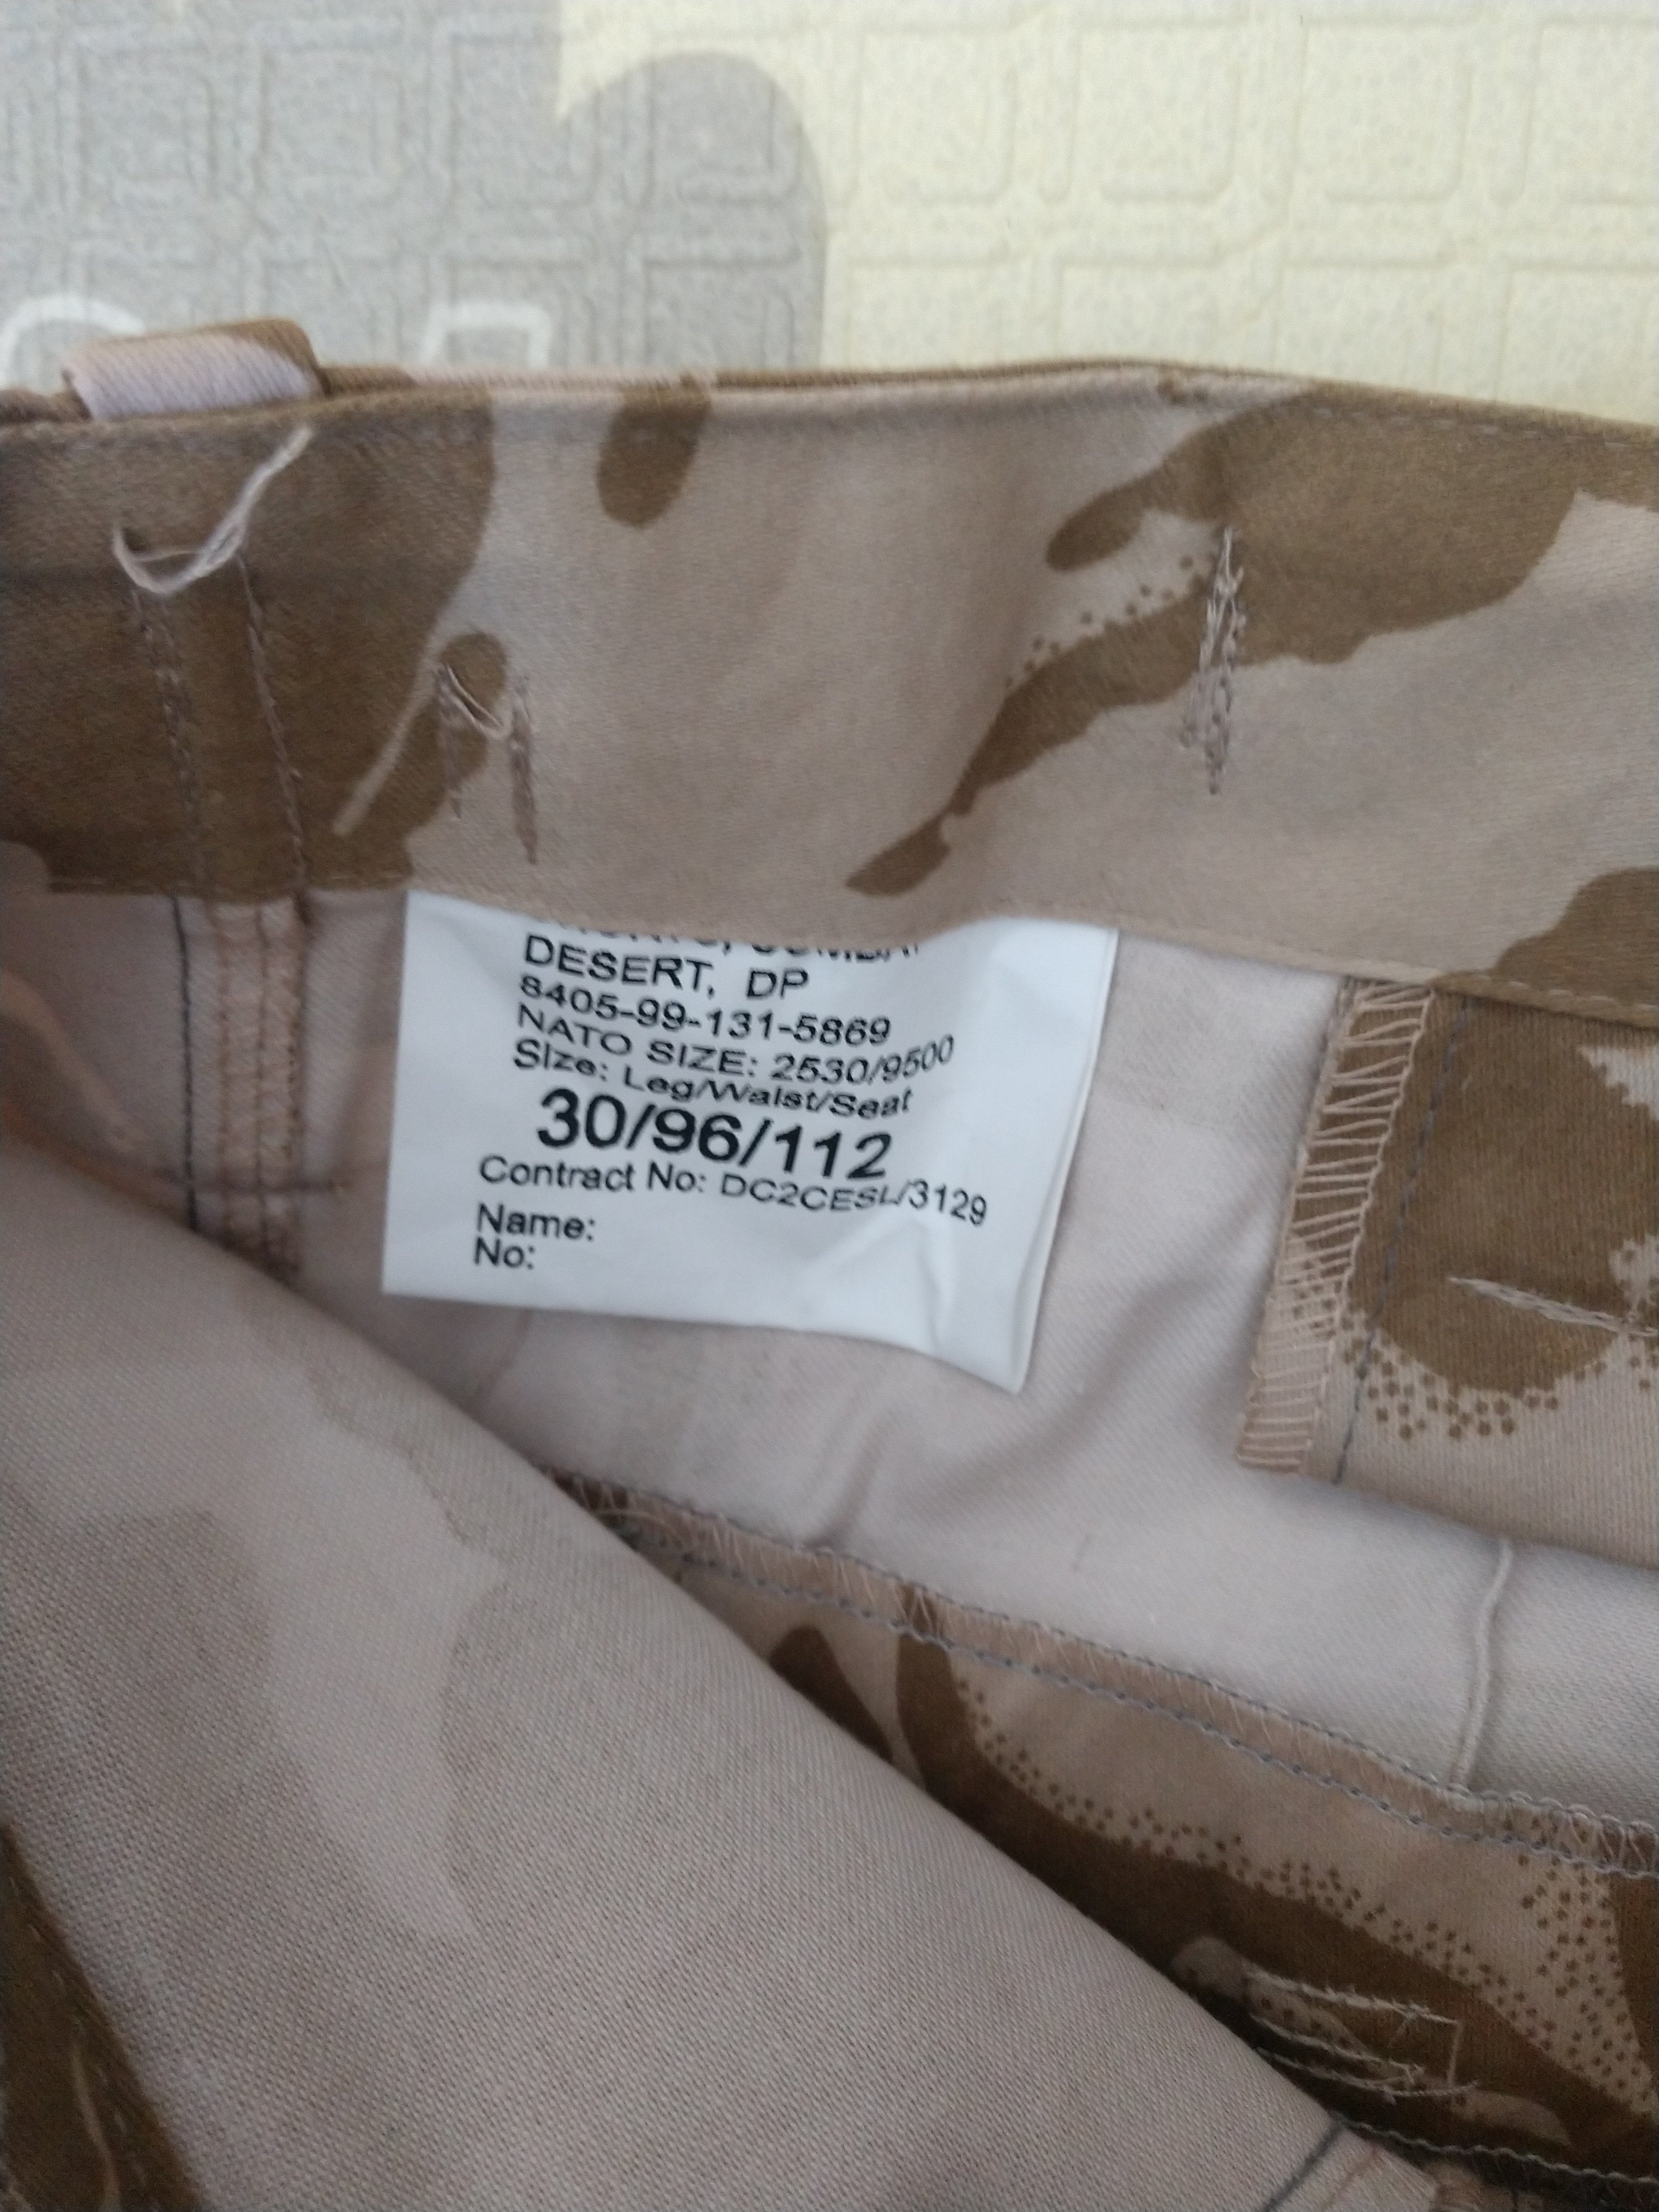 DESERT, DP
8405-99-131-5869
NATO SIZE: 2530/9500
Size: Leg/Waist/Seat
30/96/112
Contract No: DC2CESL/3129
Name:
No: